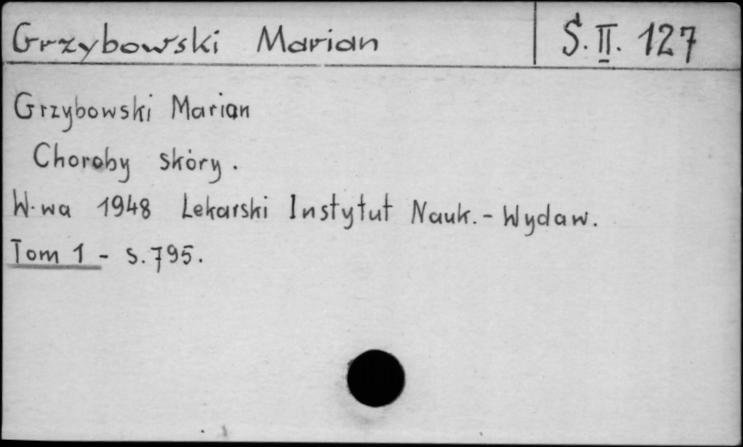 Grzybowski Marian
S. II. 127
Grzybowski Marian
Choroby skóry.
W-wa 1948 Lekarski Instytut Nauk. - Wydaw.
Tom 1 - s. 795.